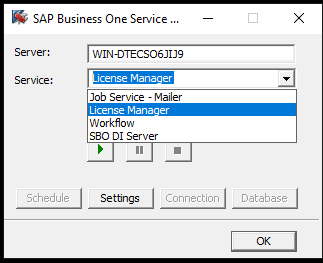 SAP Business One Service ...
Server: WIN-DTECSO6JIJ9
Service: License Manager
Job Service - Mailer
License Manager
Workflow
SBO DI Server
Schedule Settings Connection Database
OK